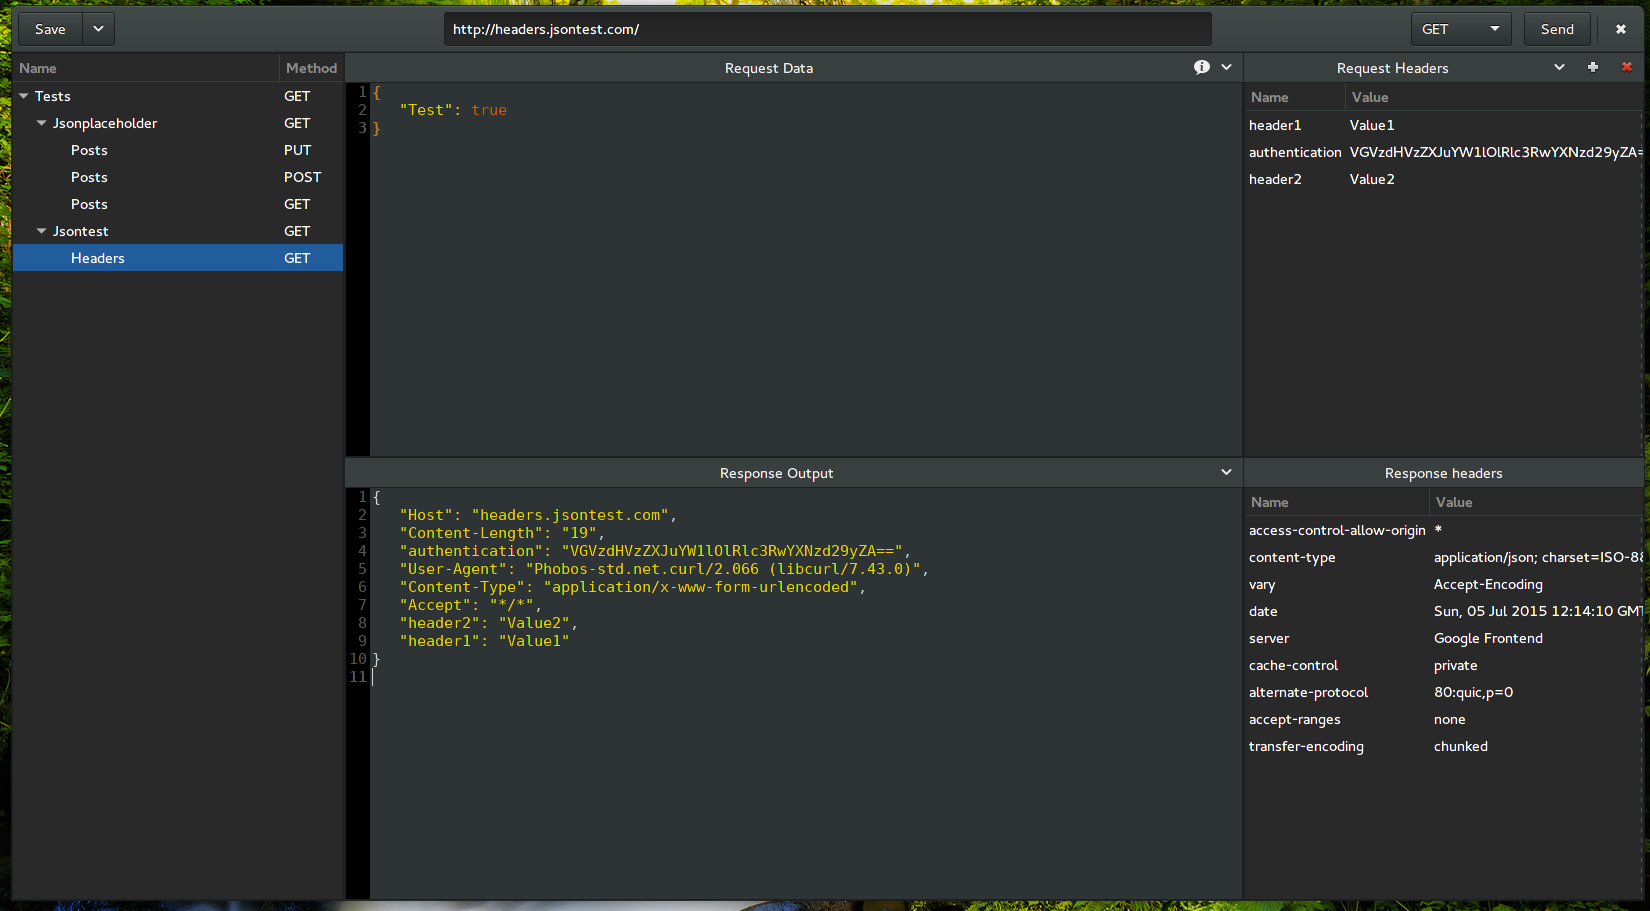 Save
http://headers.jsontest.com/
GET
Send
Name Method
Tests GET
Jsonplaceholder GET
Posts PUT
Posts POST
Posts GET
Jsontest GET
Headers GET
Request Data
1 {
2 "Test": true
3 }
Request Headers
Name Value
header1 Value1
authentication VGVzdHVzZXJuYW1lOlRlc3RwYXNzd29yZA=
header2 Value2
Response Output
1 {
2 "Host": "headers.jsontest.com",
3 "Content-Length": "19",
4 "authentication": "VGVzdHVzZXJuYW1lOlRlc3RwYXNzd29yZA==",
5 "User-Agent": "Phobos-std.net.curl/2.066 (libcurl/7.43.0)",
6 "Content-Type": "application/x-www-form-urlencoded",
7 "Accept": "*/*",
8 "header2": "Value2",
9 "header1": "Value1"
10 }
11
Response headers
Name Value
access-control-allow-origin *
content-type application/json; charset=ISO-88
vary Accept-Encoding
date Sun, 05 Jul 2015 12:14:10 GMT
server Google Frontend
cache-control private
alternate-protocol 80:quic,p=0
accept-ranges none
transfer-encoding chunked